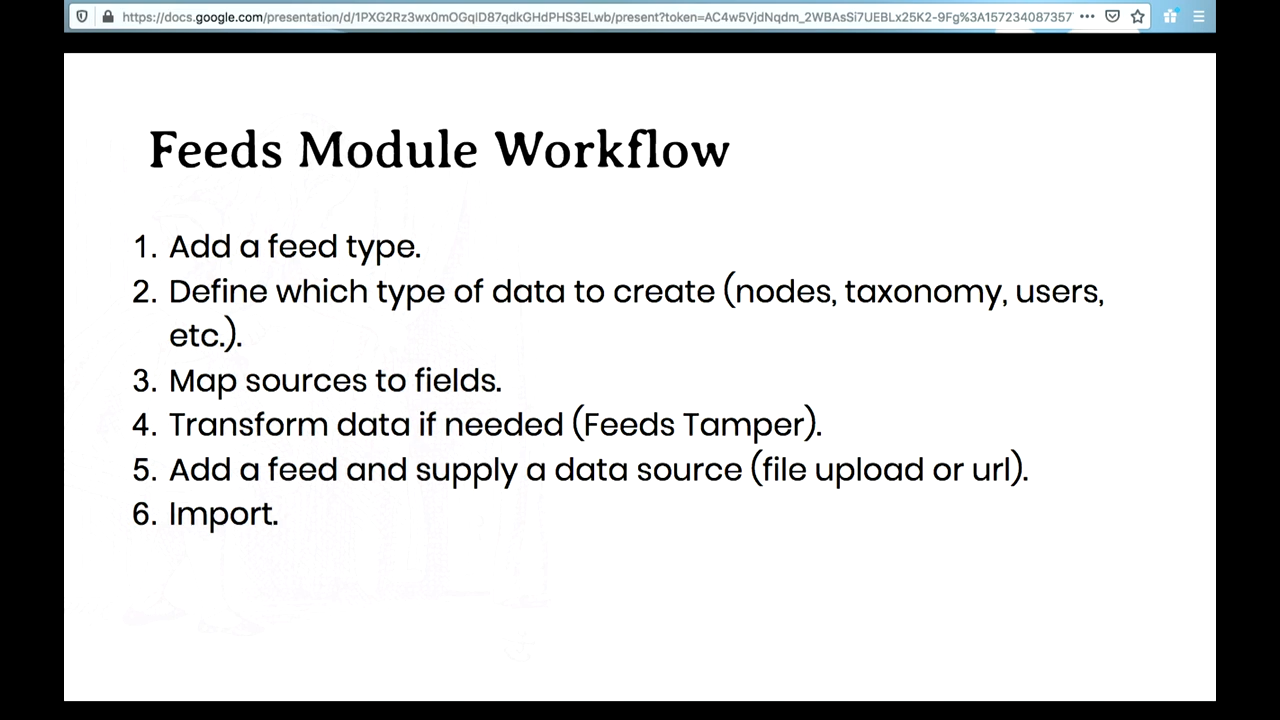 https://docs.google.com/presentation/d/1PXG2Rz3wx0mOGqlD87qdkGHdPHS3ELwb/present?token=AC4w5VjdNqdm_2WBAsSi7UEBLx25K2-9Fg%3A157234087357
Feeds Module Workflow
1. Add a feed type.
2. Define which type of data to create (nodes, taxonomy, users,
etc.).
3. Map sources to fields.
4. Transform data if needed (Feeds Tamper).
5. Add a feed and supply a data source (file upload or url).
6. Import.